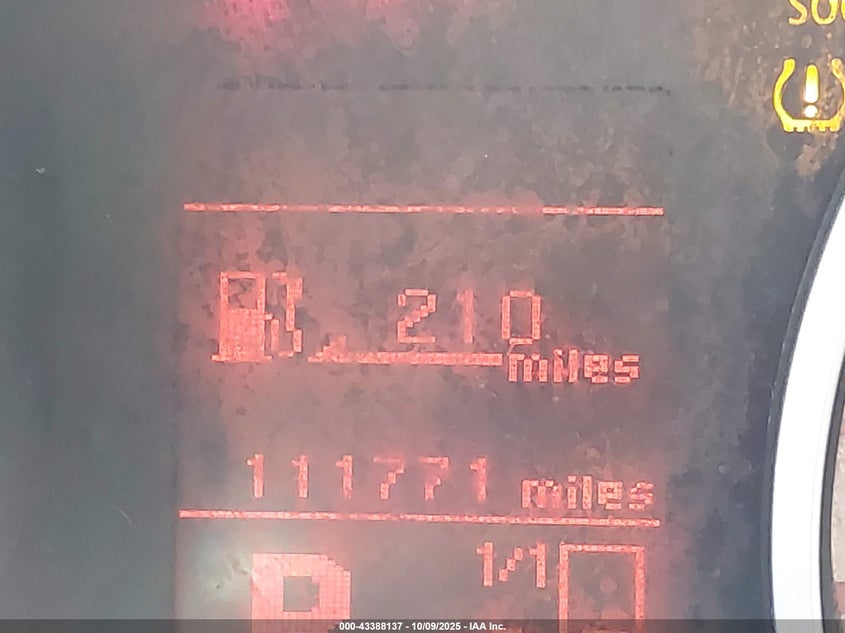 210
miles
111771 miles
1/1
P
000-43388137 - 10/09/2025 - IAA Inc.